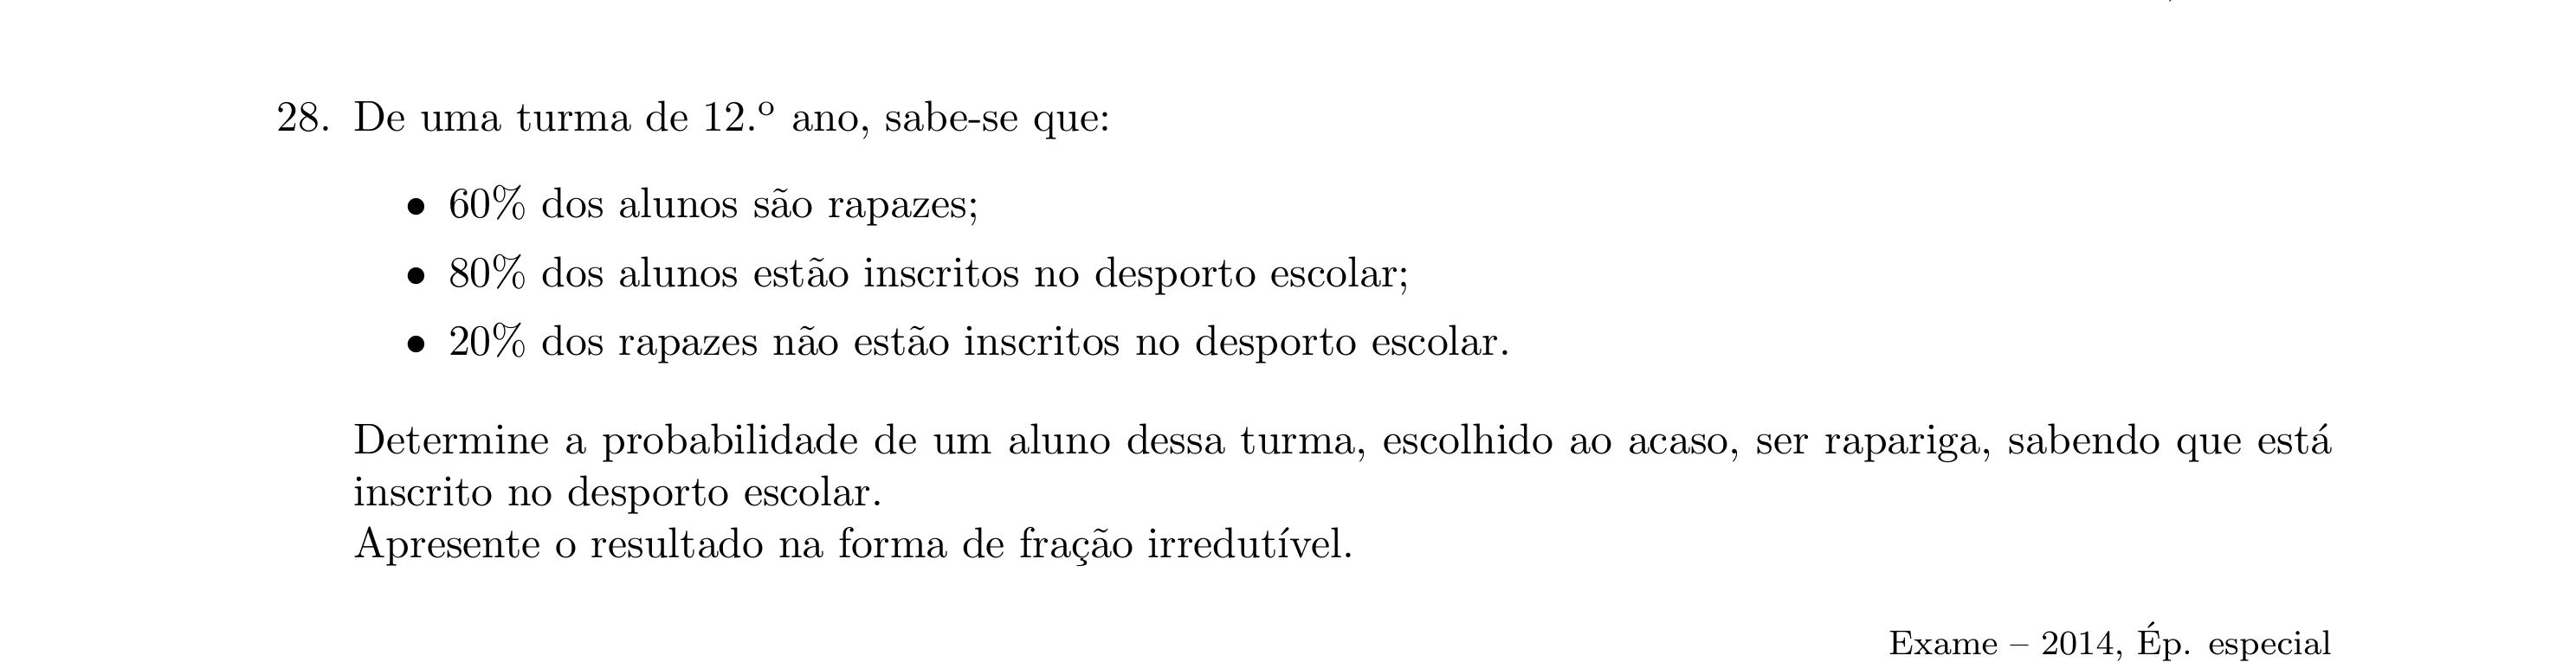 28. De uma turma de 12.º ano, sabe-se que:
• 60% dos alunos são rapazes;
• 80% dos alunos estão inscritos no desporto escolar;
• 20% dos rapazes não estão inscritos no desporto escolar.
Determine a probabilidade de um aluno dessa turma, escolhido ao acaso, ser rapariga, sabendo que está
inscrito no desporto escolar.
Apresente o resultado na forma de fração irredutível.
Exame – 2014, Ép. especial